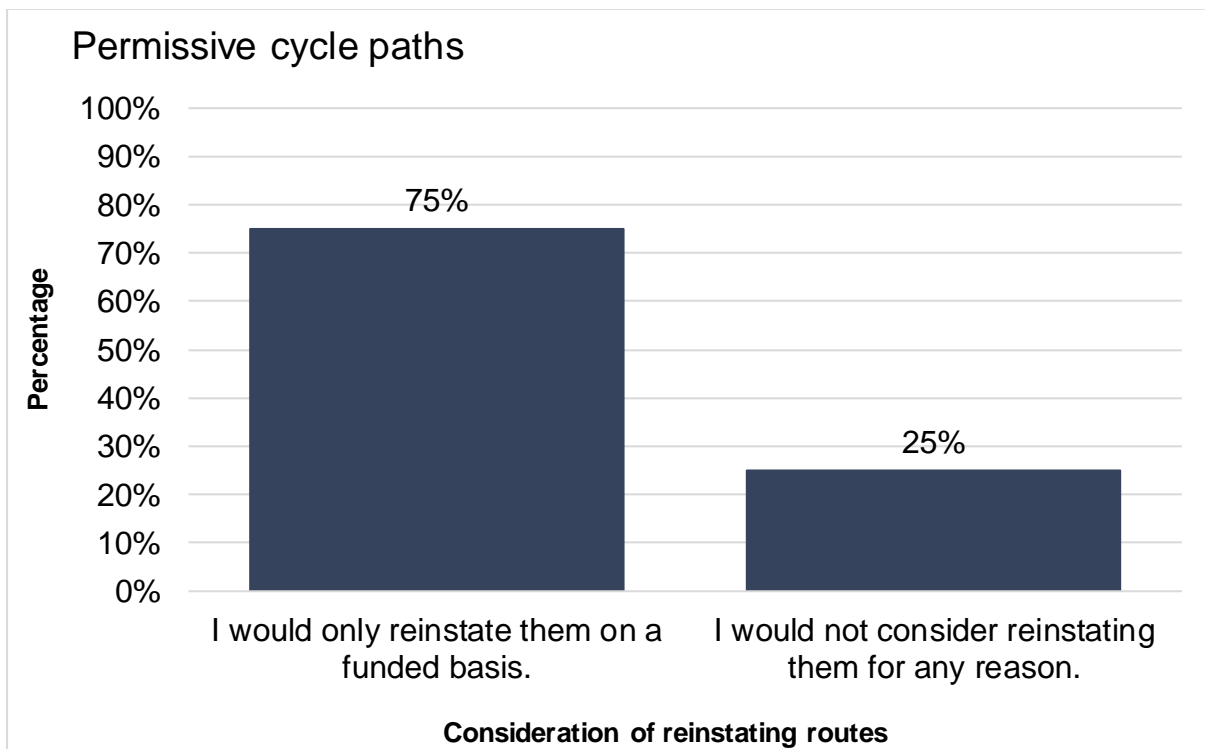 Permissive cycle paths
100%
90%
80%
70%
60%
50%
40%
30%
20%
10%
0%
Percentage
75%
25%
I would only reinstate them on a
funded basis.
I would not consider reinstating
them for any reason.
Consideration of reinstating routes